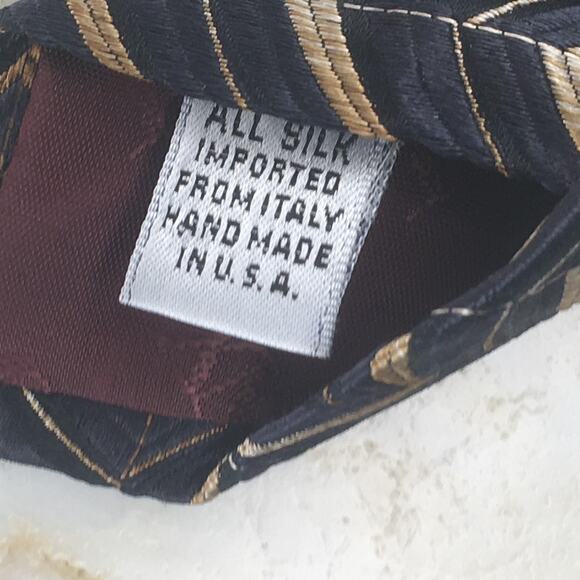 ALL SILK
IMPORTED
FROM ITALY
HAND MADE
IN U.S.A.